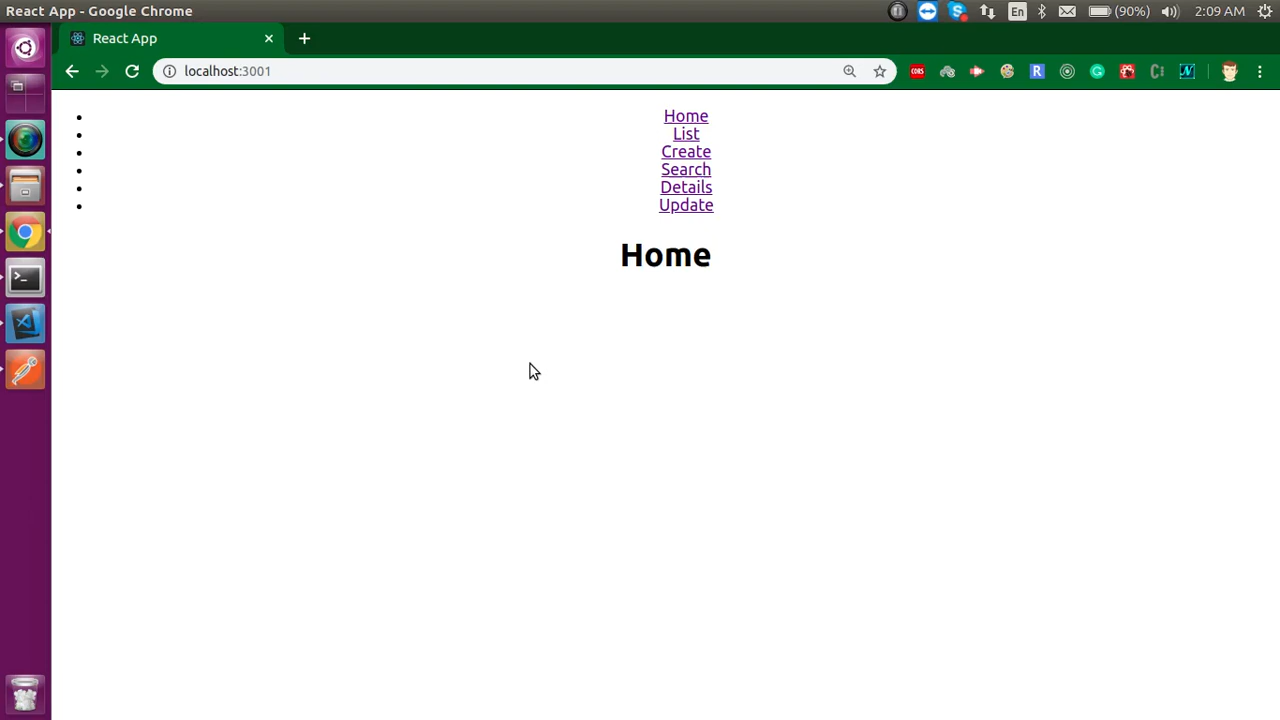 React App - Google Chrome
En
(90%)
2:09 AM
React App
localhost:3001
CORS
R
G
C
N
Home
List
Create
Search
Details
Update
Home